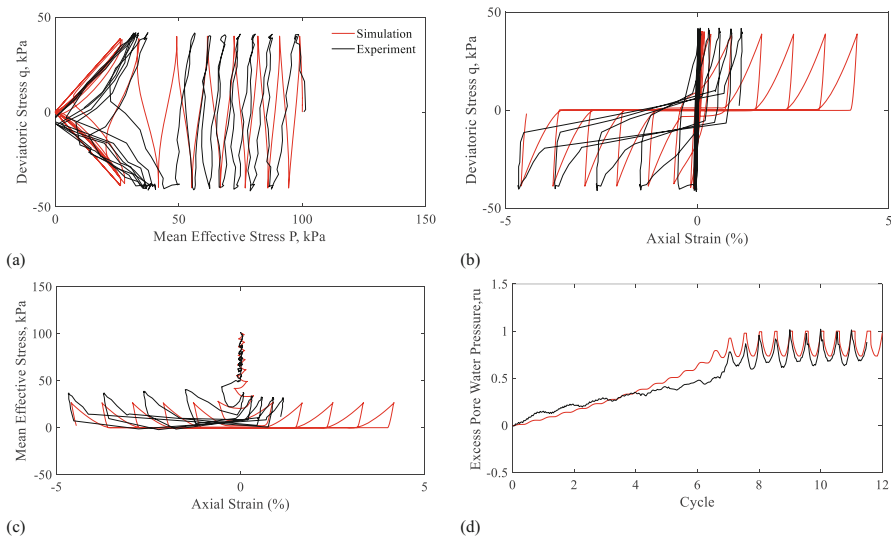 50
0
-50
0
50
100
150
Deviatoric Stress q, kPa
Mean Effective Stress P, kPa
Simulation
Experiment
(a)
50
0
-50
-5
0
5
Deviatoric Stress q, kPa
Axial Strain (%)
(b)
150
100
50
0
-50
-5
0
5
Mean Effective Stress, kPa
Axial Strain (%)
(c)
1.5
1
0.5
0
-0.5
0
2
4
6
8
10
12
Excess Pore Water Pressure,ru
Cycle
(d)